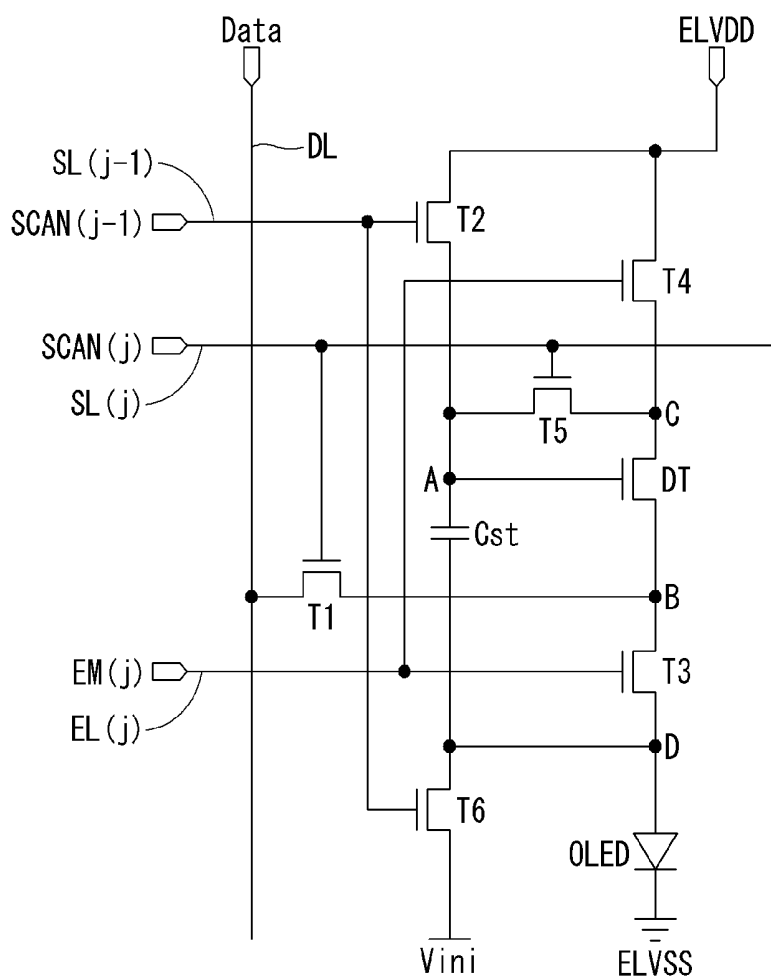 Data
ELVDD
DL
SL(j-1)
SCAN(j-1)
T2
T4
SCAN(j)
SL(j)
T5
C
A
DT
Cst
T1
B
EM(j)
T3
EL(j)
D
T6
OLED
Vini
ELVSS